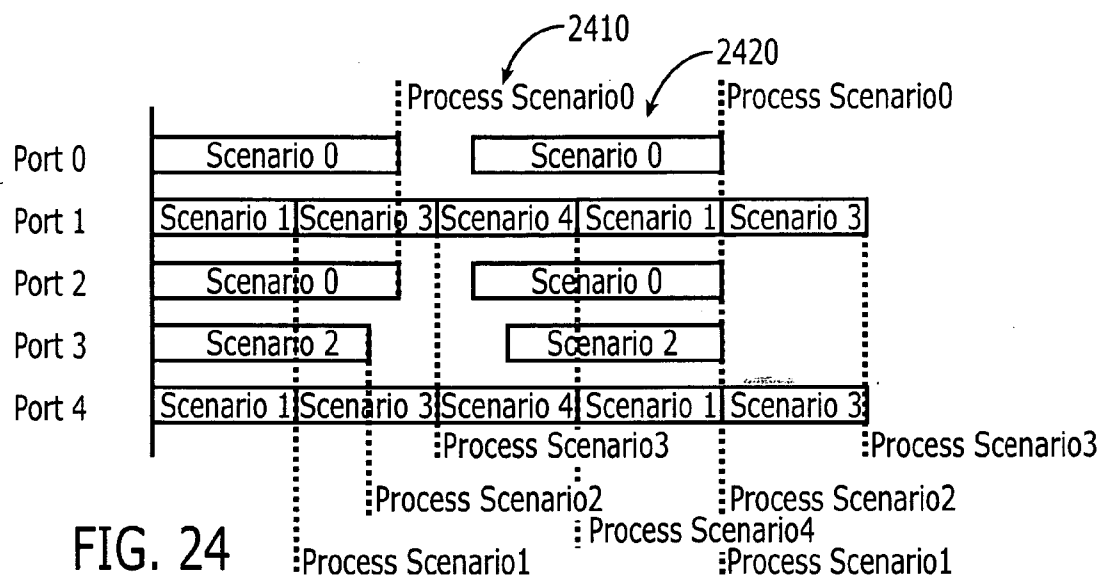 2410
2420
Process Scenario0 Process Scenario0
Port 0 Scenario 0 Scenario 0
Port 1 Scenario 1 Scenario 3 Scenario 4 Scenario 1 Scenario 3
Port 2 Scenario 0 Scenario 0
Port 3 Scenario 2 Scenario 2
Port 4 Scenario 1 Scenario 3 Scenario 4 Scenario 1 Scenario 3
Process Scenario3 Process Scenario3
Process Scenario2 Process Scenario2
Process Scenario4
Process Scenario1 Process Scenario1
FIG. 24